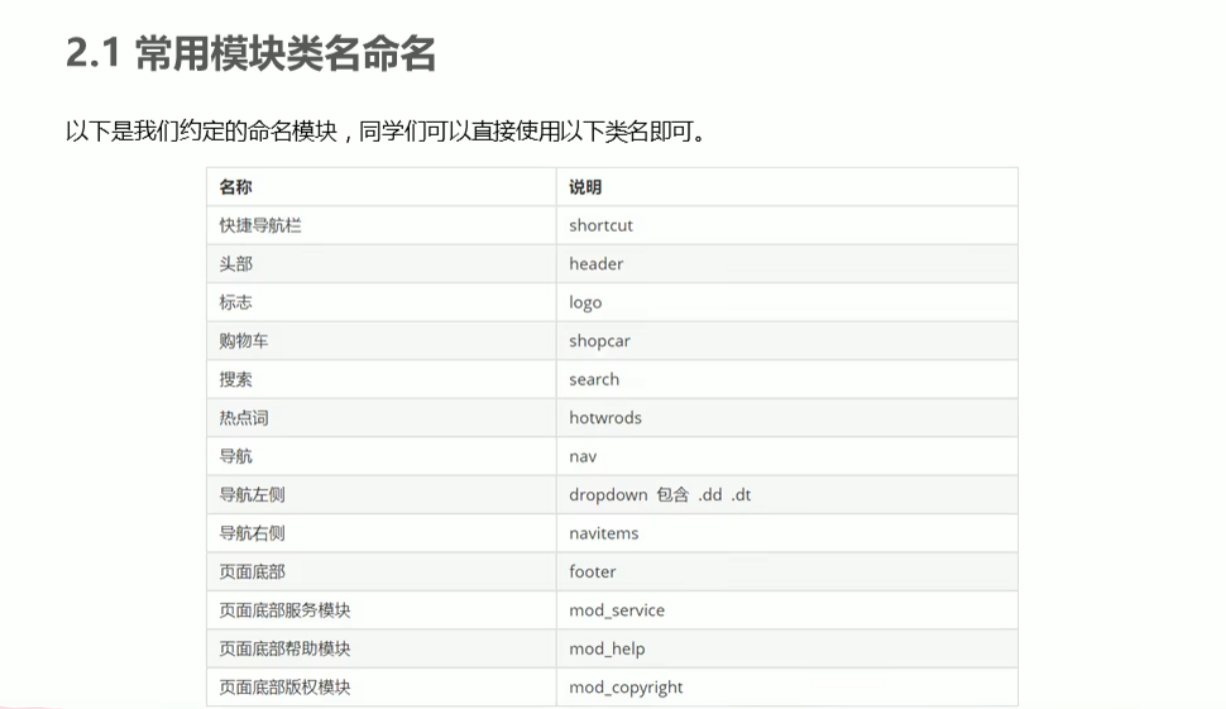 2.1 常用模块类名命名
以下是我们约定的命名模块，同学们可以直接使用以下类名即可。
名称 说明
快捷导航栏 shortcut
头部 header
标志 logo
购物车 shopcar
搜索 search
热点词 hotwrods
导航 nav
导航左侧 dropdown 包含 .dd .dt
导航右侧 navitems
页面底部 footer
页面底部服务模块 mod_service
页面底部帮助模块 mod_help
页面底部版权模块 mod_copyright